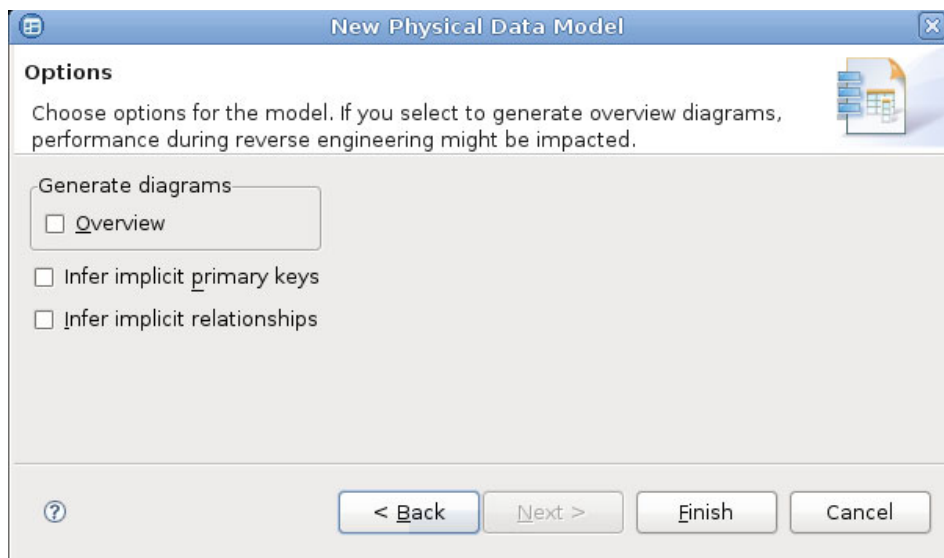 New Physical Data Model
Options
Choose options for the model. If you select to generate overview diagrams,
performance during reverse engineering might be impacted.
Generate diagrams
Overview
Infer implicit primary keys
Infer implicit relationships
?
< Back
Next >
Finish
Cancel